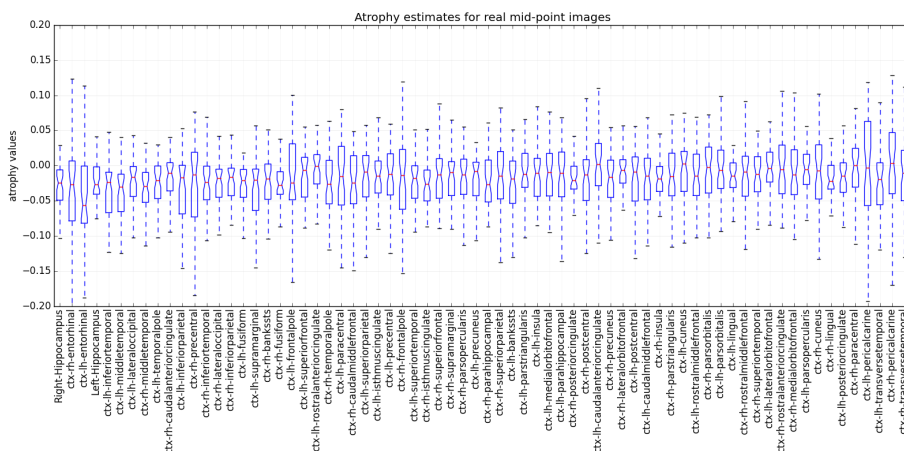 Atrophy estimates for real mid-point images
atrophy values
0.20
0.15
0.10
0.05
0.00
−0.05
−0.10
−0.15
−0.20
Right-Hippocampus
ctx-rh-entorhinal
ctx-lh-entorhinal
Left-Hippocampus
ctx-lh-inferiortemporal
ctx-lh-middletemporal
ctx-lh-lateraloccipital
ctx-rh-middletemporal
ctx-lh-temporalpole
ctx-rh-caudalanteriorcingulate
ctx-lh-inferiorparietal
ctx-rh-precentral
ctx-rh-inferiortemporal
ctx-rh-lateraloccipital
ctx-rh-inferiorparietal
ctx-lh-fusiform
ctx-lh-supramarginal
ctx-rh-bankssts
ctx-rh-fusiform
ctx-lh-frontalpole
ctx-lh-superiorfrontal
ctx-lh-rostralanteriorcingulate
ctx-rh-temporalpole
ctx-lh-paracentral
ctx-rh-caudalmiddlefrontal
ctx-lh-superiorparietal
ctx-lh-isthmuscingulate
ctx-lh-precentral
ctx-rh-frontalpole
ctx-lh-superiortemporal
ctx-rh-isthmuscingulate
ctx-rh-superiorfrontal
ctx-rh-supramarginal
ctx-rh-parsopercularis
ctx-lh-precuneus
ctx-rh-parahippocampal
ctx-rh-superiorparietal
ctx-lh-bankssts
ctx-lh-parstriangularis
ctx-lh-insula
ctx-lh-medialorbitofrontal
ctx-lh-parahippocampal
ctx-rh-posteriorcingulate
ctx-rh-postcentral
ctx-lh-caudalanteriorcingulate
ctx-rh-precuneus
ctx-rh-lateralorbitofrontal
ctx-lh-postcentral
ctx-lh-caudalmiddlefrontal
ctx-rh-insula
ctx-rh-parstriangularis
ctx-lh-cuneus
ctx-lh-rostralmiddlefrontal
ctx-rh-parsorbitalis
ctx-lh-parsorbitalis
ctx-lh-lingual
ctx-rh-rostralmiddlefrontal
ctx-rh-superiortemporal
ctx-lh-lateralorbitofrontal
ctx-rh-rostralanteriorcingulate
ctx-rh-medialorbitofrontal
ctx-lh-parsopercularis
ctx-rh-cuneus
ctx-rh-lingual
ctx-lh-posteriorcingulate
ctx-rh-paracentral
ctx-lh-pericalcarine
ctx-lh-transversetemporal
ctx-rh-pericalcarine
ctx-rh-transversetemporal